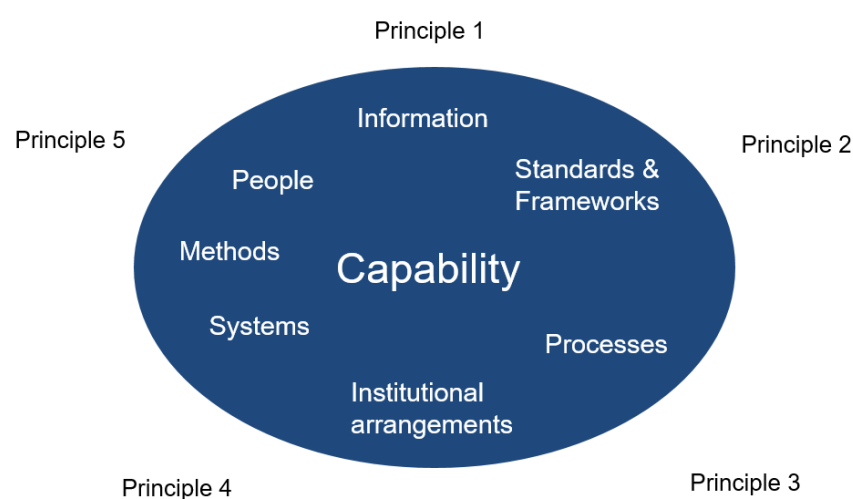 Principle 1
Information
Principle 5
Principle 2
Standards &
Frameworks
People
Methods
Capability
Systems
Processes
Institutional
arrangements
Principle 4
Principle 3